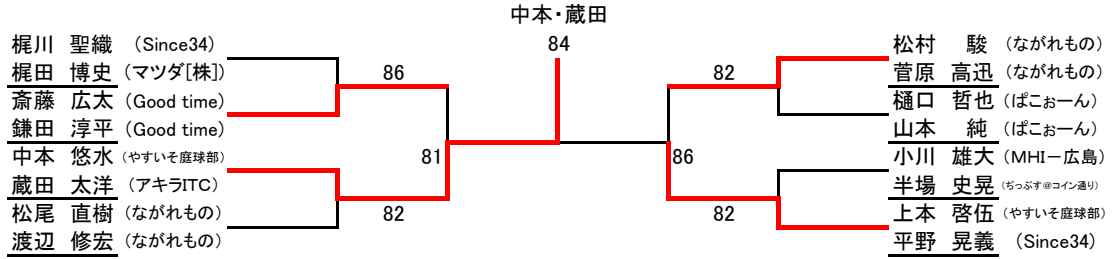 中本・蔵田
84
梶川 聖織 (Since34)
梶田 博史 (マツダ[株])
斎藤 広太 (Good time)
鎌田 淳平 (Good time)
中本 悠水 (やすいそ庭球部)
蔵田 太洋 (アキラITC)
松尾 直樹 (ながれもの)
渡辺 修宏 (ながれもの)
86
81
82
82
86
82
松村 駿 (ながれもの)
菅原 高迅 (ながれもの)
樋口 哲也 (ぱこぉーん)
山本 純 (ぱこぉーん)
小川 雄大 (MHI－広島)
半場 史晃 (ぢっぷす@コイン通り)
上本 啓伍 (やすいそ庭球部)
平野 晃義 (Since34)